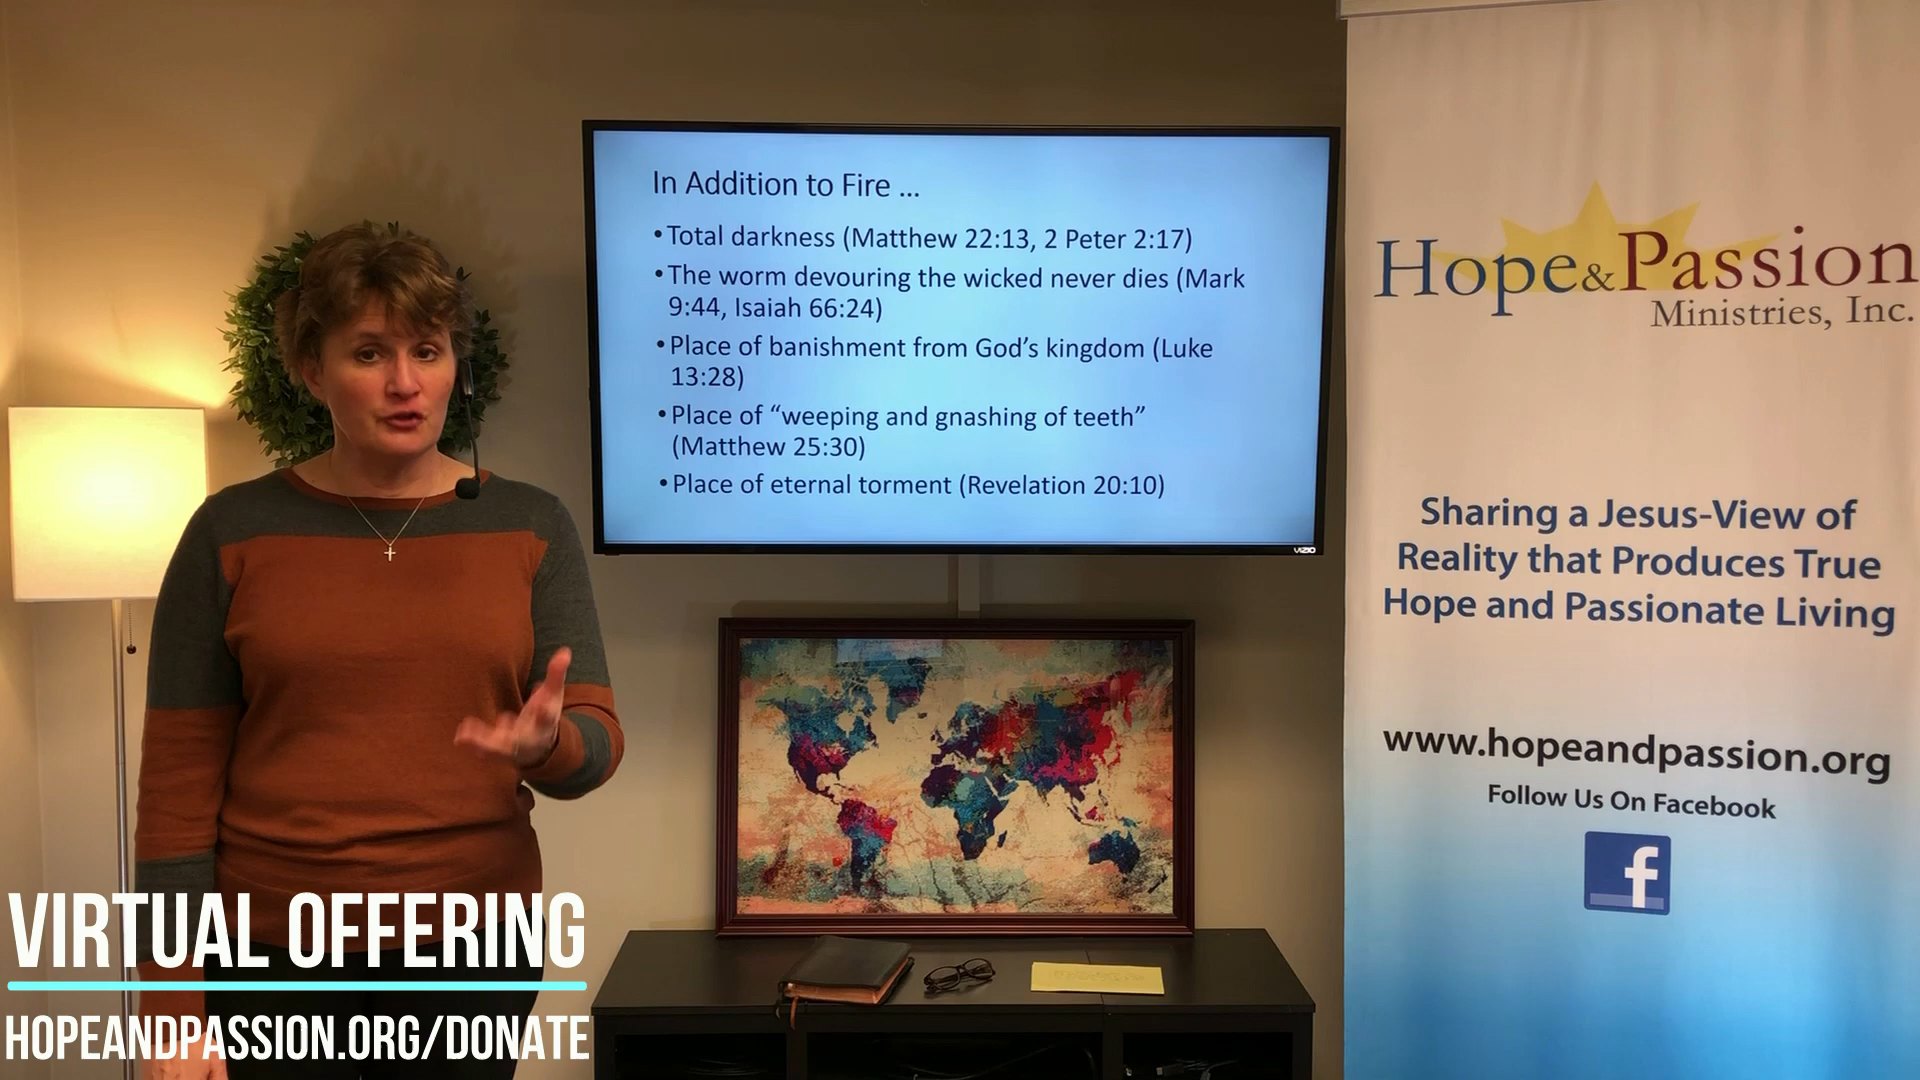 In Addition to Fire ...
• Total darkness (Matthew 22:13, 2 Peter 2:17)
• The worm devouring the wicked never dies (Mark
9:44, Isaiah 66:24)
• Place of banishment from God's kingdom (Luke
13:28)
• Place of “weeping and gnashing of teeth”
(Matthew 25:30)
• Place of eternal torment (Revelation 20:10)
VIZIO
Hope&Passion
Ministries, Inc.
Sharing a Jesus-View of
Reality that Produces True
Hope and Passionate Living
www.hopeandpassion.org
Follow Us On Facebook
f
VIRTUAL OFFERING
HOPEANDPASSION.ORG/DONATE